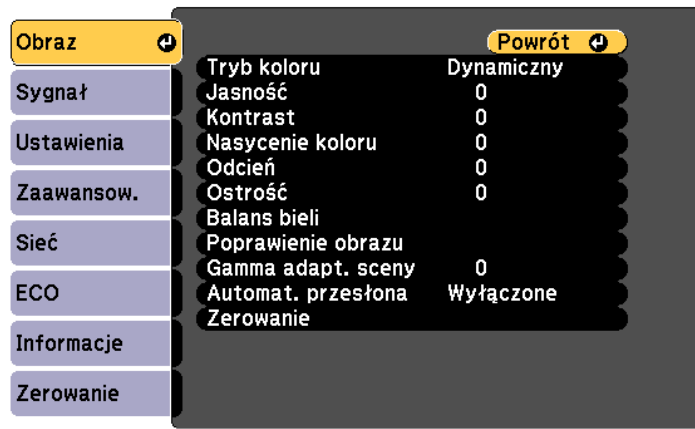 Obraz
Sygnał
Ustawienia
Zaawansow.
Sieć
ECO
Informacje
Zerowanie
Powrót
Tryb koloru Dynamiczny
Jasność 0
Kontrast 0
Nasycenie koloru 0
Odcień 0
Ostrość 0
Balans bieli
Poprawienie obrazu
Gamma adapt. sceny 0
Automat. przesłona Wyłączone
Zerowanie